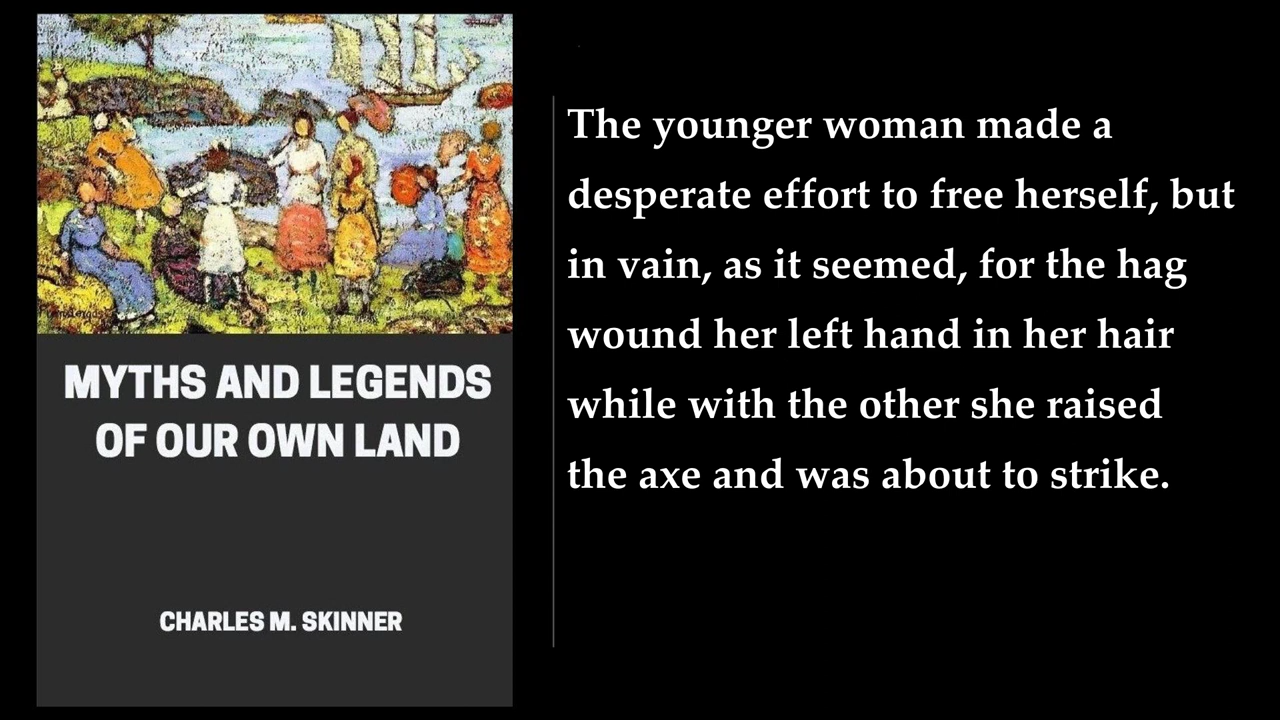 MYTHS AND LEGENDS
OF OUR OWN LAND
CHARLES M. SKINNER
The younger woman made a
desperate effort to free herself, but
in vain, as it seemed, for the hag
wound her left hand in her hair
while with the other she raised
the axe and was about to strike.